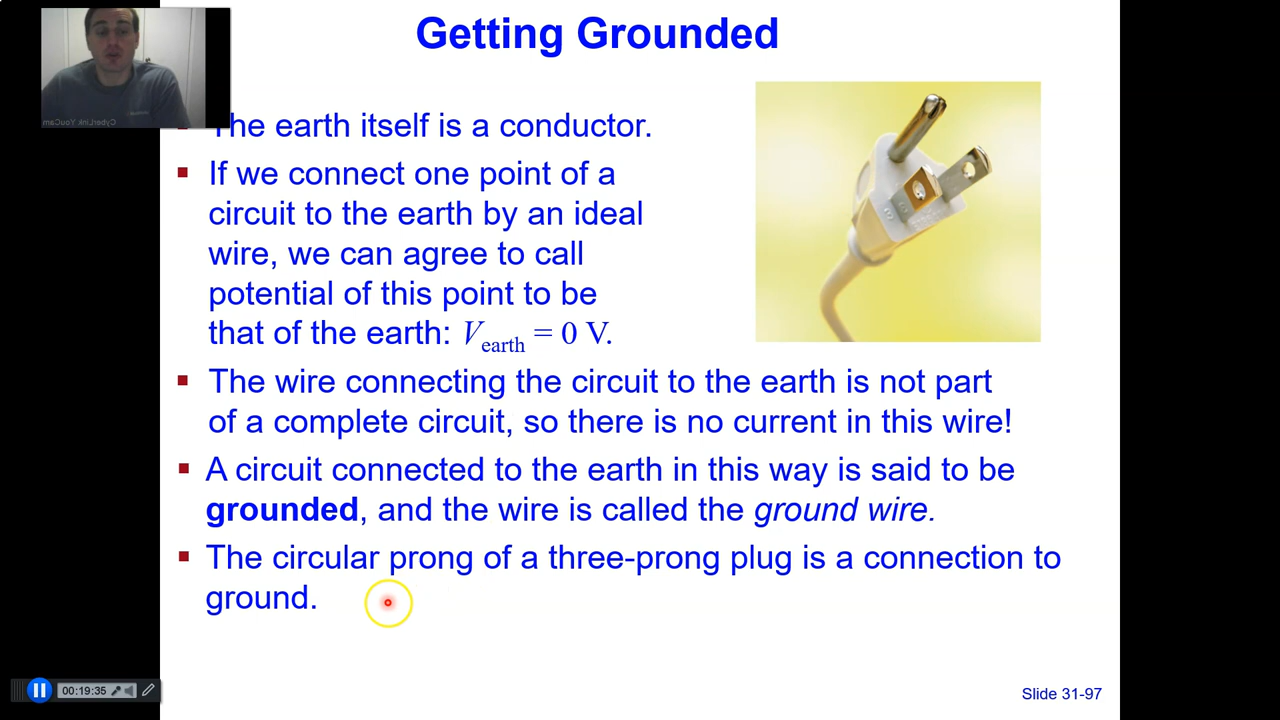 Getting Grounded
The earth itself is a conductor.
If we connect one point of a
circuit to the earth by an ideal
wire, we can agree to call
potential of this point to be
that of the earth: Vearth = 0 V.
The wire connecting the circuit to the earth is not part
of a complete circuit, so there is no current in this wire!
A circuit connected to the earth in this way is said to be
grounded, and the wire is called the ground wire.
The circular prong of a three-prong plug is a connection to
ground.
CyberLink YouCam
00:19:35
Slide 31-97